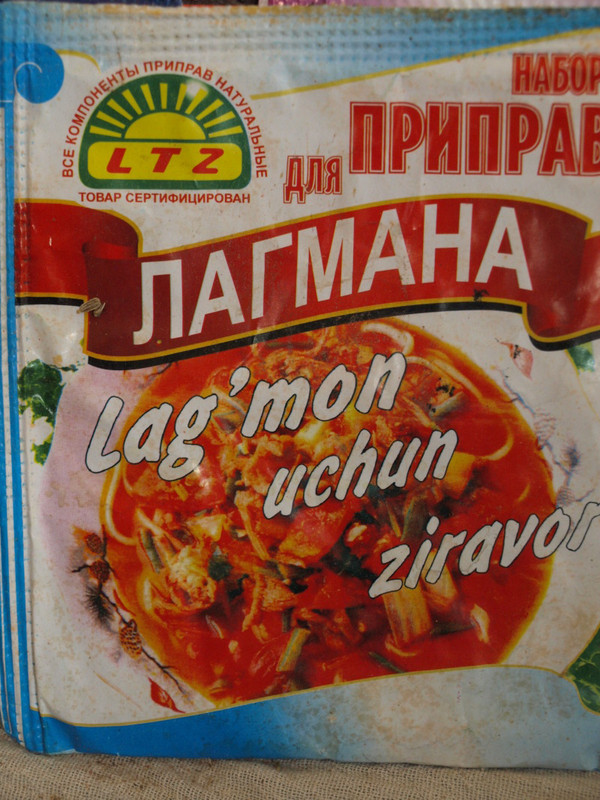 ВСЕ КОМПОНЕНТЫ ПРИПРАВ НАТУРАЛЬНЫЕ
LTZ
ТОВАР СЕРТИФИЦИРОВАН
НАБОР
ДЛЯ ПРИПРАВ
ЛАГМАНА
Lag'mon
uchun
ziravor